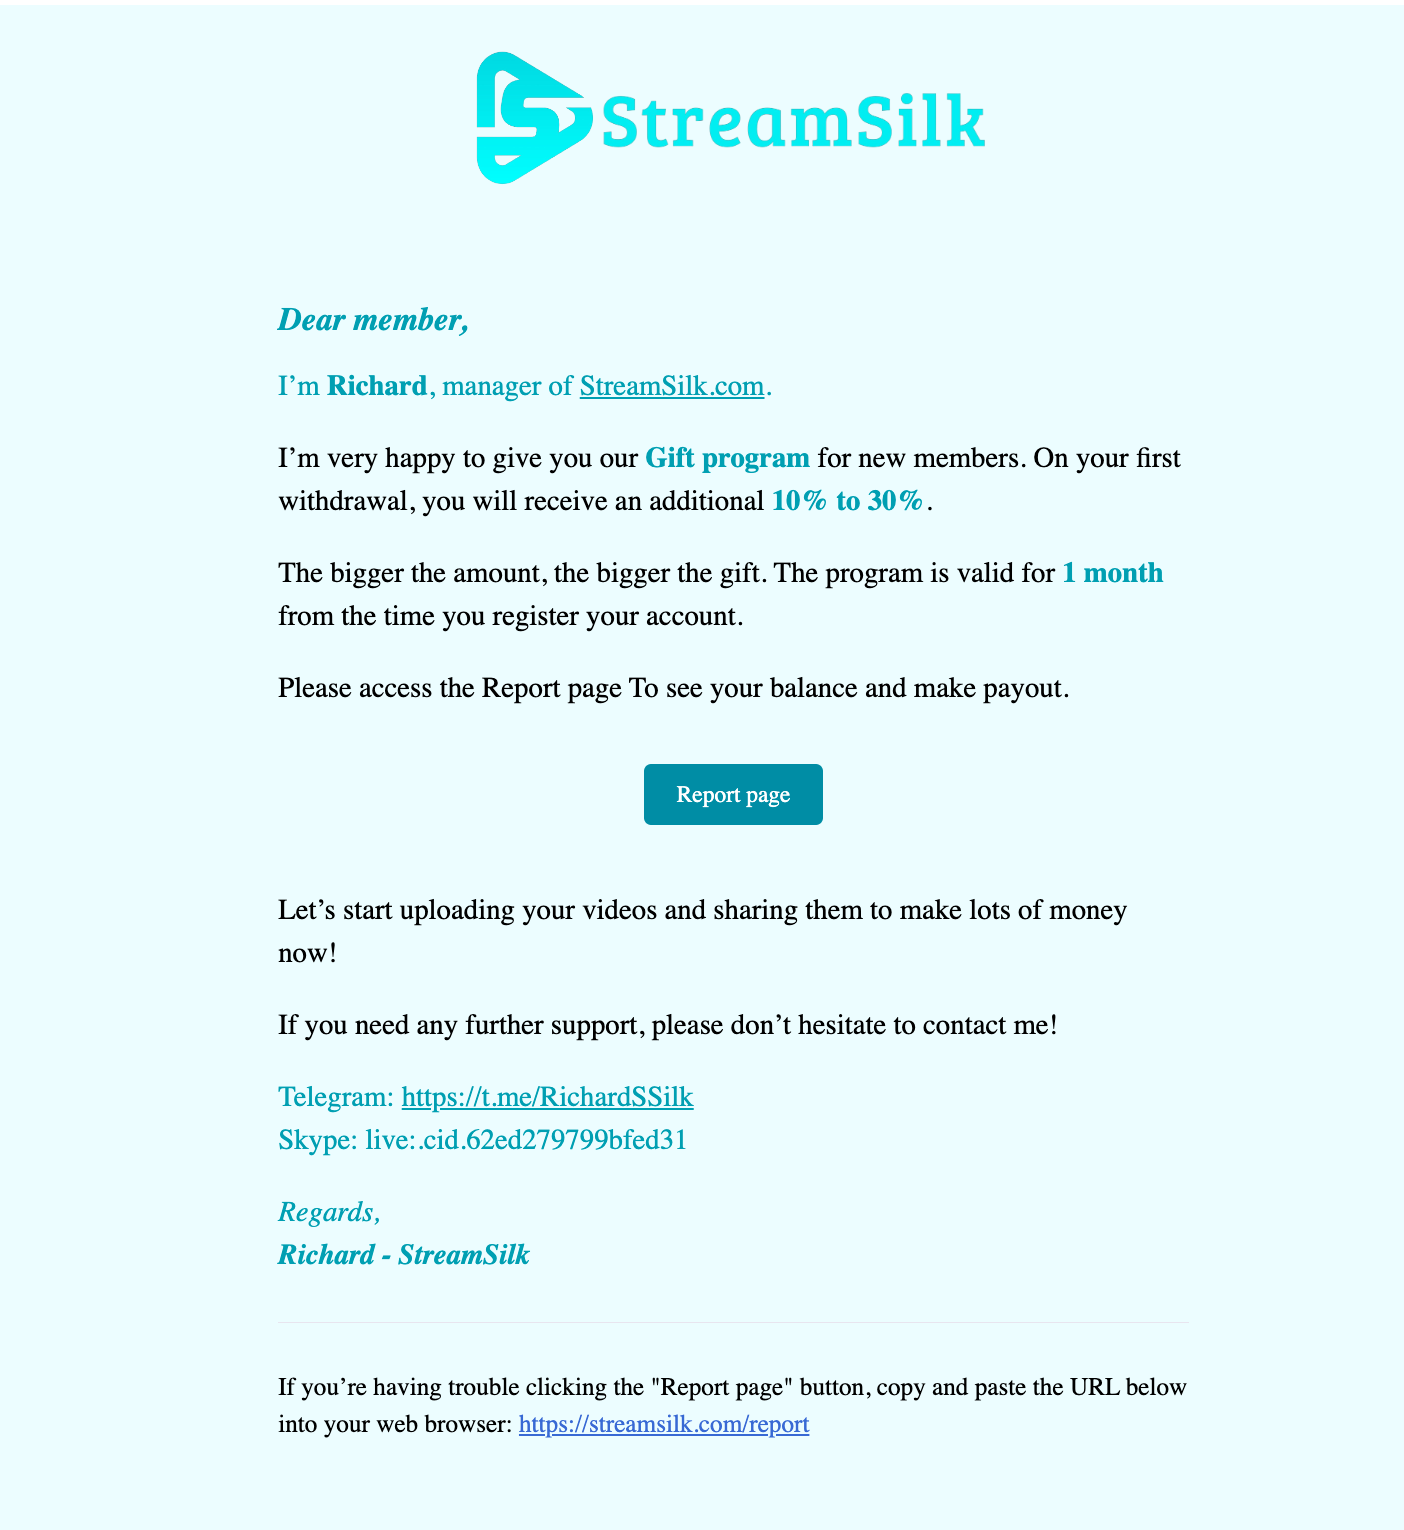 StreamSilk
Dear member,
I’m Richard, manager of StreamSilk.com.
I’m very happy to give you our Gift program for new members. On your first
withdrawal, you will receive an additional 10% to 30%.
The bigger the amount, the bigger the gift. The program is valid for 1 month
from the time you register your account.
Please access the Report page To see your balance and make payout.
Report page
Let’s start uploading your videos and sharing them to make lots of money
now!
If you need any further support, please don’t hesitate to contact me!
Telegram: https://t.me/RichardSSilk
Skype: live:.cid.62ed279799bfed31
Regards,
Richard - StreamSilk
If you’re having trouble clicking the "Report page" button, copy and paste the URL below
into your web browser: https://streamsilk.com/report